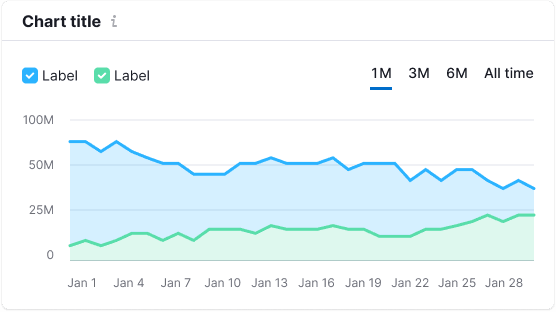 Chart title i
Label Label 1M 3M 6M All time
100M
50M
25M
0
Jan 1 Jan 4 Jan 7 Jan 10 Jan 13 Jan 16 Jan 19 Jan 22 Jan 25 Jan 28